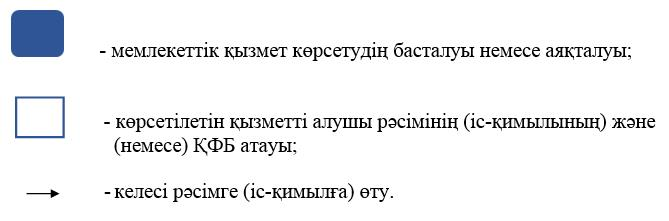 - мемлекеттік қызмет көрсетудің басталуы немесе аяқталуы;
- көрсетілетін қызметті алушы рәсімінің (іс-қимылының) және
(немесе) ҚФБ атауы;
- келесі рәсімге (іс-қимылға) өту.